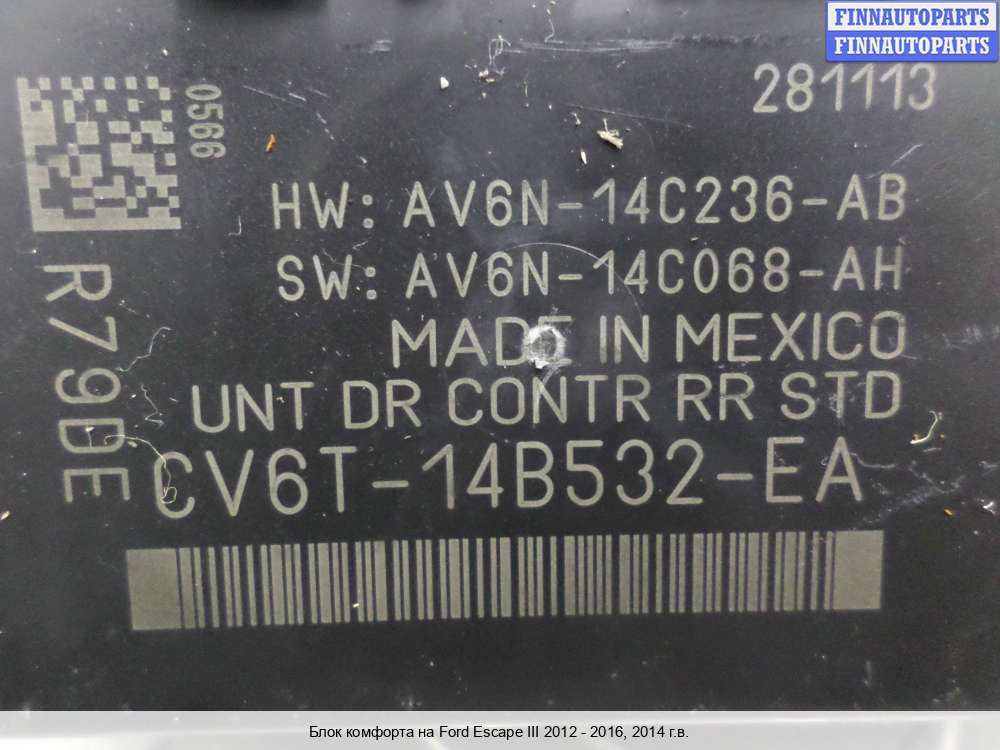 FINNAUTOPARTS
FINNAUTOPARTS
281113
0566
HW: AV6N-14C236-AB
SW: AV6N-14C068-AH
MADE IN MEXICO
UNT DR CONTR RR STD
CV6T-14B532-EA
R79DE
Блок комфорта на Ford Escape III 2012 - 2016, 2014 г.в.